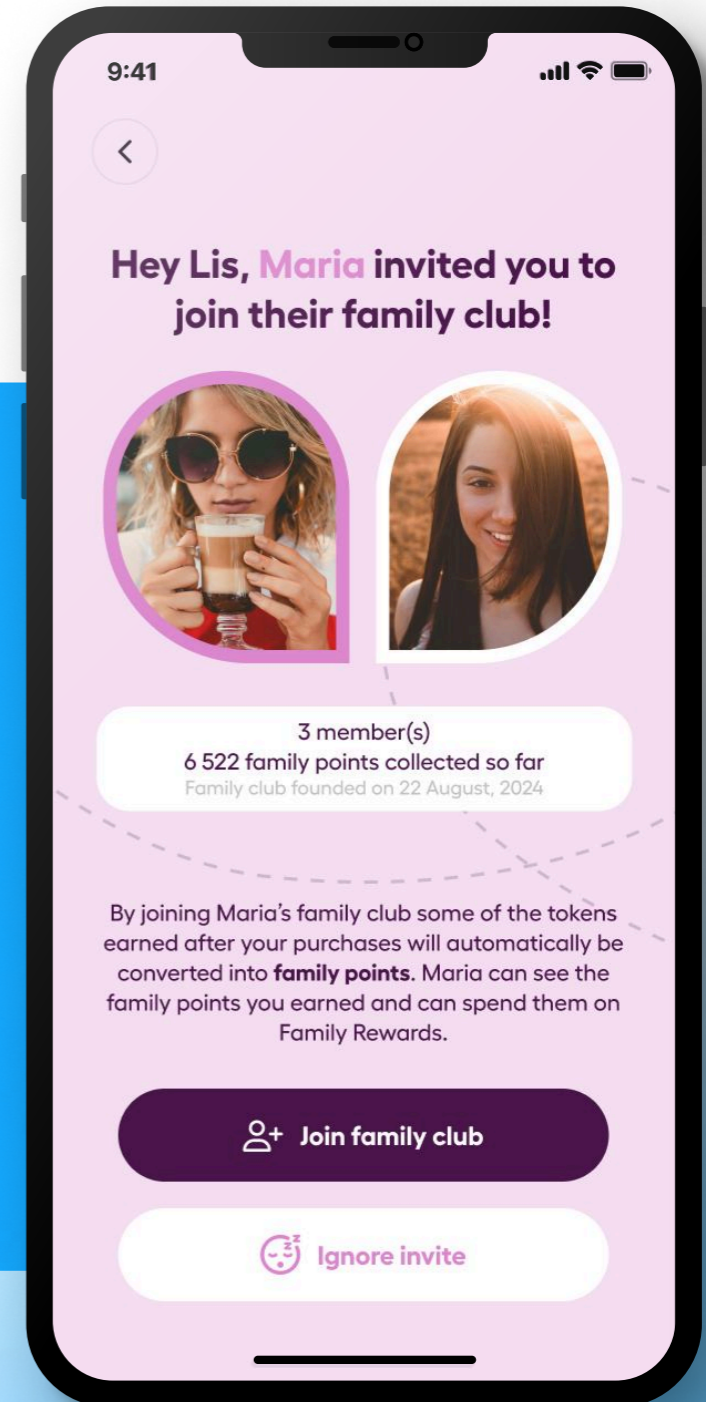 9:41
Hey Lis, Maria invited you to
join their family club!
3 member(s)
6 522 family points collected so far
Family club founded on 22 August, 2024
By joining Maria’s family club some of the tokens
earned after your purchases will automatically be
converted into family points. Maria can see the
family points you earned and can spend them on
Family Rewards.
Join family club
Ignore invite